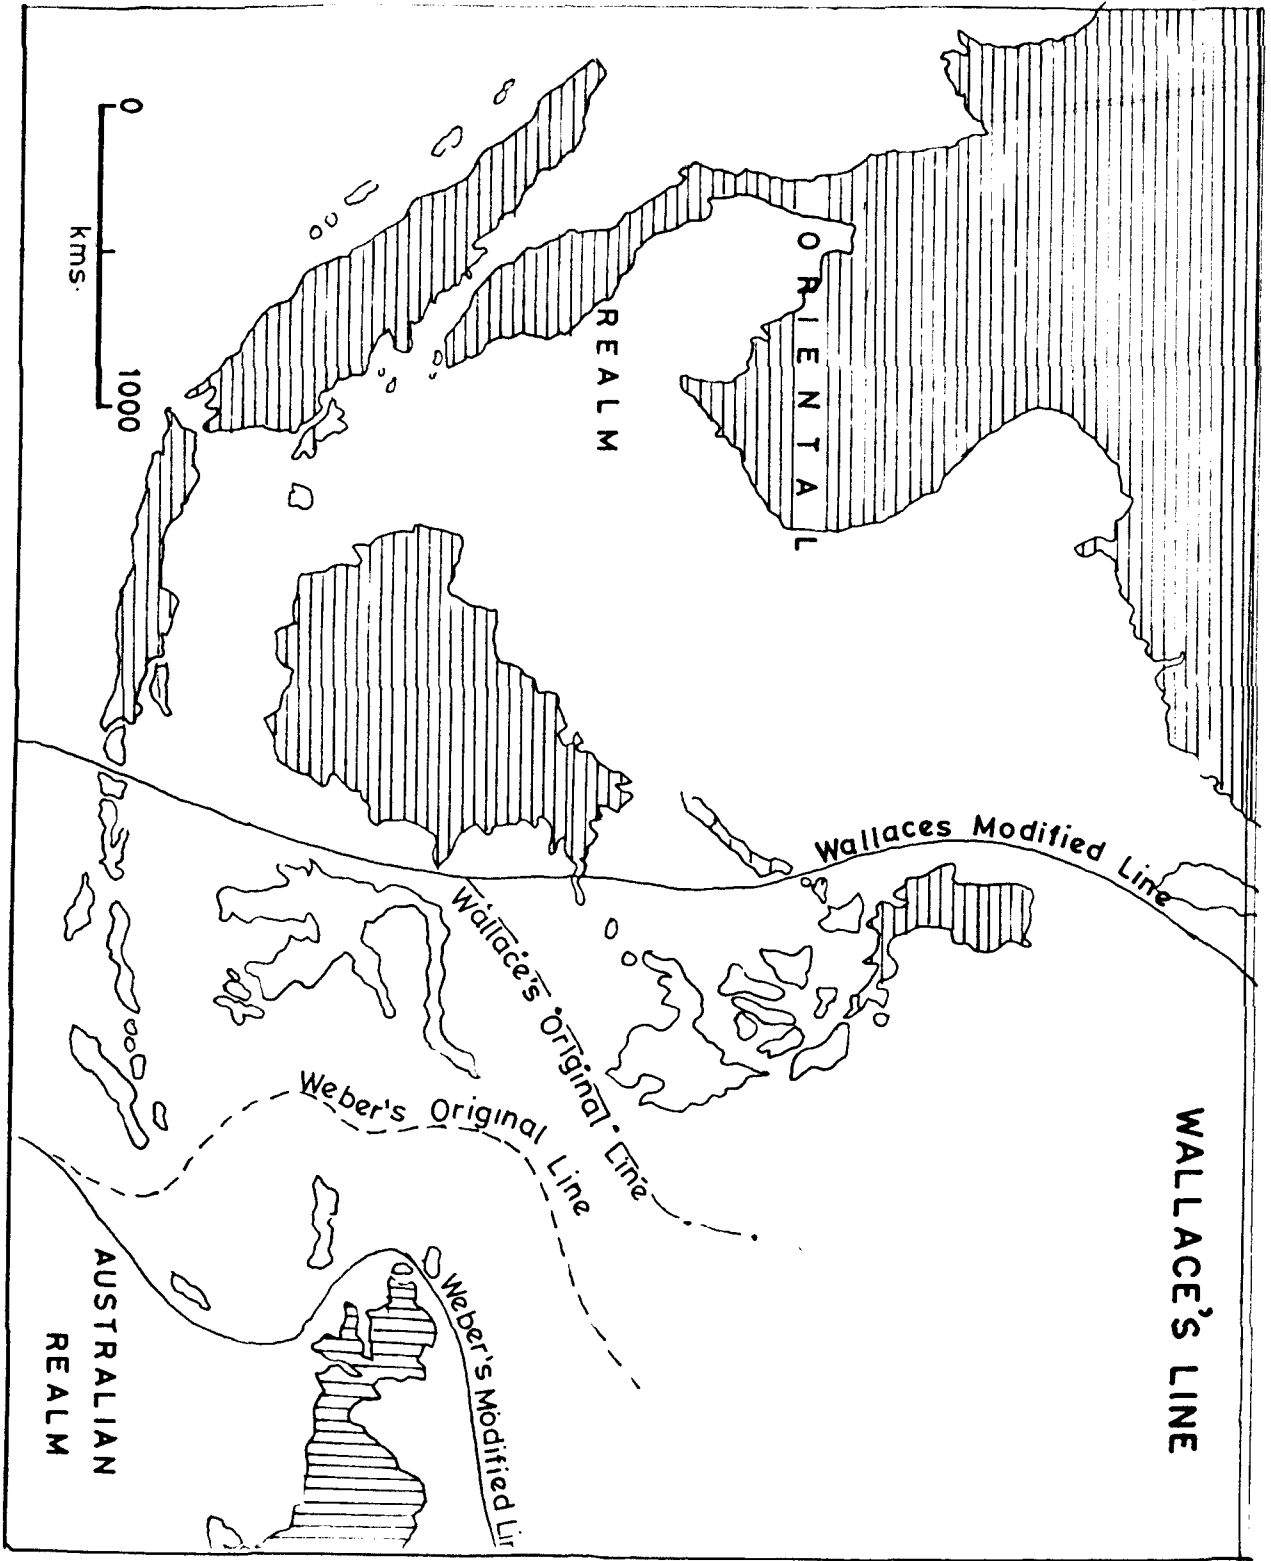 WALLACE'S LINE
Wallaces Modified Line
ORIENTAL
REALM
Wallace's Original Line
Weber's Original Line
Weber's Modified Lin
0
1000
kms.
AUSTRALIAN
REALM